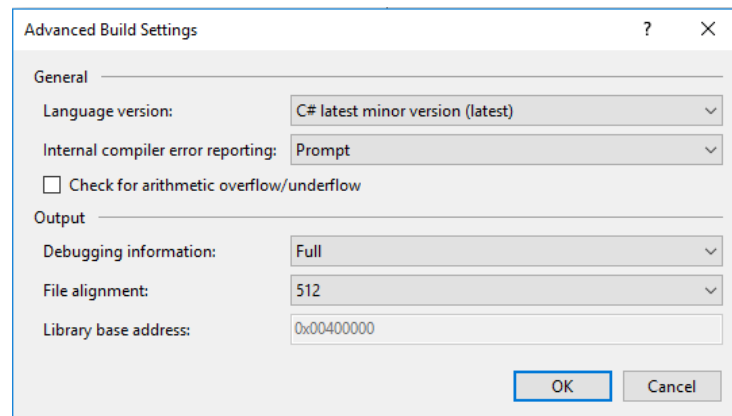 Advanced Build Settings ?
General
Language version: C# latest minor version (latest)
Internal compiler error reporting: Prompt
Check for arithmetic overflow/underflow
Output
Debugging information: Full
File alignment: 512
Library base address: 0x00400000
OK Cancel